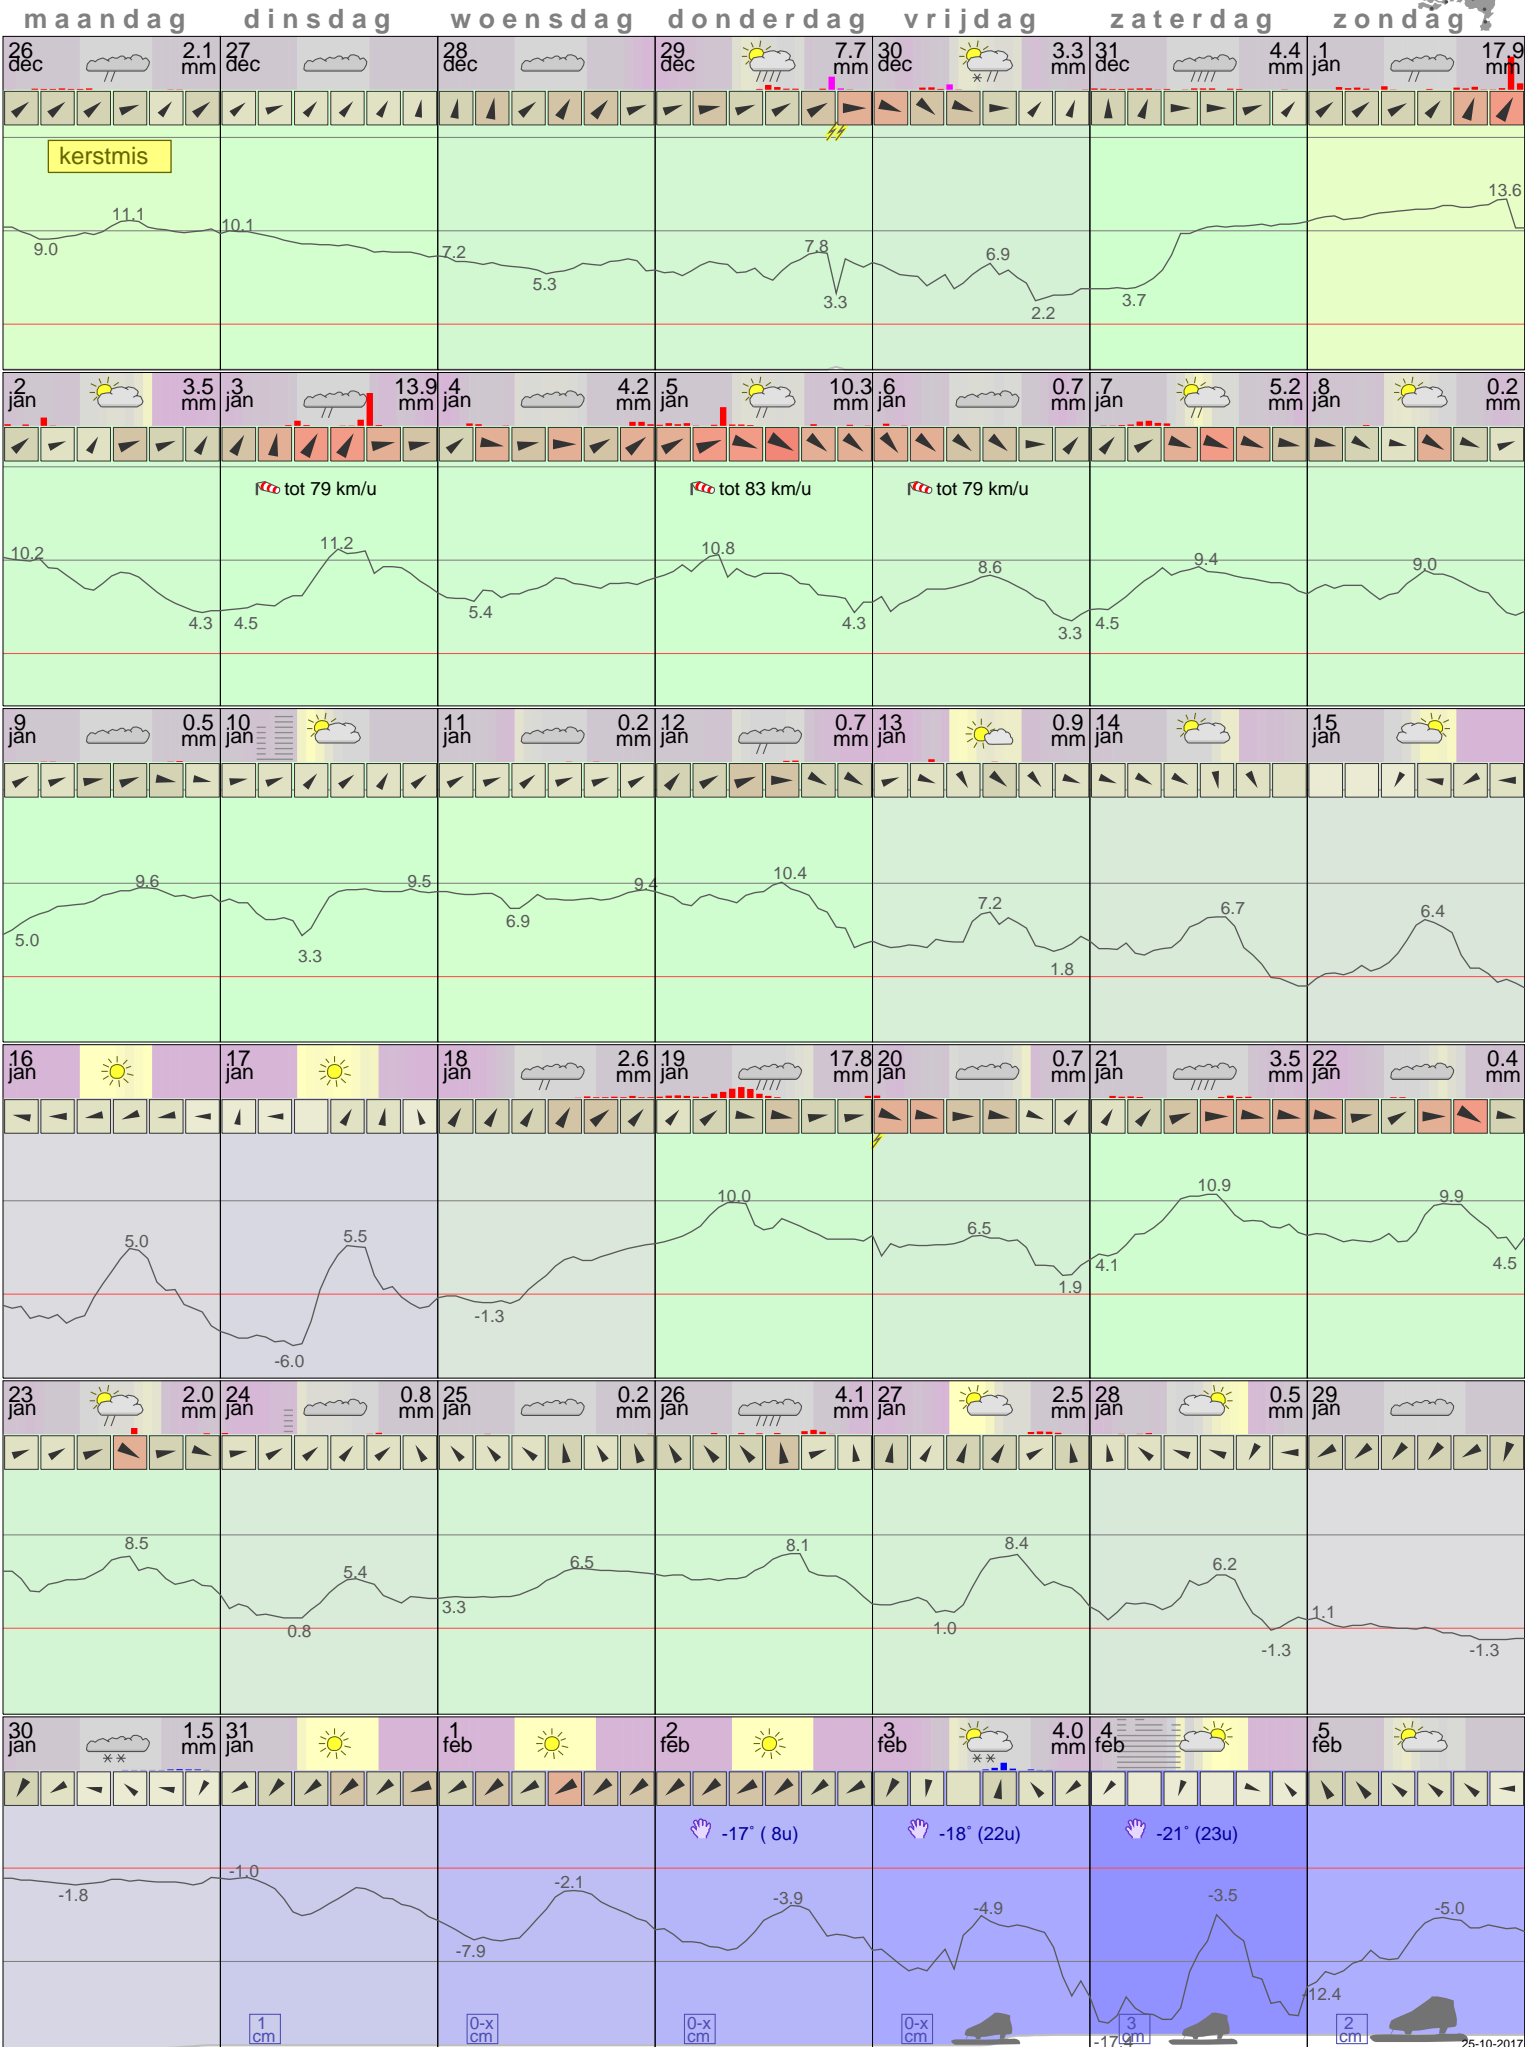 maandag dinsdag woensdag donderdag vrijdag zaterdag zondag
26 dec 2.1 mm 27 dec 28 dec 29 dec 7.7 mm 30 dec 3.3 mm 31 dec 4.4 mm 1 jan 17.9 mm
kerstmis
11.1 10.1 9.0 7.2 5.3 7.8 3.3 6.9 2.2 3.7 13.6
2 jan 3.5 mm 3 jan 13.9 mm 4 jan 4.2 mm 5 jan 10.3 mm 6 jan 0.7 mm 7 jan 5.2 mm 8 jan 0.2 mm
tot 79 km/u tot 83 km/u tot 79 km/u
10.2 4.3 4.5 11.2 5.4 10.8 4.3 8.6 3.3 4.5 9.4 9.0
9 jan 0.5 mm 10 jan 11 jan 0.2 mm 12 jan 0.7 mm 13 jan 0.9 mm 14 jan 15 jan
5.0 9.6 3.3 9.5 6.9 9.4 10.4 7.2 1.8 6.7 6.4
16 jan 17 jan 18 jan 2.6 mm 19 jan 17.8 mm 20 jan 0.7 mm 21 jan 3.5 mm 22 jan 0.4 mm
5.0 -6.0 5.5 -1.3 10.0 6.5 1.9 4.1 10.9 9.9 4.5
23 jan 2.0 mm 24 jan 0.8 mm 25 jan 0.2 mm 26 jan 4.1 mm 27 jan 2.5 mm 28 jan 0.5 mm 29 jan
8.5 0.8 5.4 3.3 6.5 8.1 1.0 8.4 6.2 -1.3 1.1 -1.3
30 jan 1.5 mm 31 jan 1 feb 2 feb 3 feb 4.0 mm 4 feb 5 feb
-17° ( 8u) -18° (22u) -21° (23u)
-1.8 -1.0 -7.9 -2.1 -3.9 -4.9 -17.4 -3.5 -12.4 -5.0
1 cm 0-x cm 0-x cm 0-x cm 3 cm 2 cm
25-10-2017